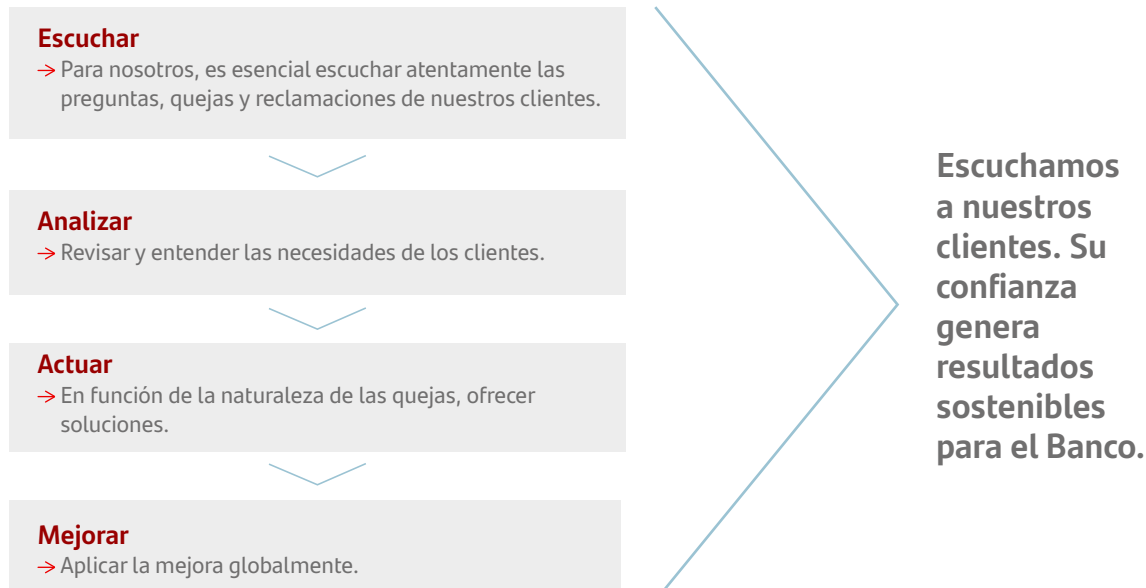 Escuchar
→ Para nosotros, es esencial escuchar atentamente las
preguntas, quejas y reclamaciones de nuestros clientes.
Analizar
→ Revisar y entender las necesidades de los clientes.
Actuar
→ En función de la naturaleza de las quejas, ofrecer
soluciones.
Mejorar
→ Aplicar la mejora globalmente.
Escuchamos
a nuestros
clientes. Su
confianza
genera
resultados
sostenibles
para el Banco.